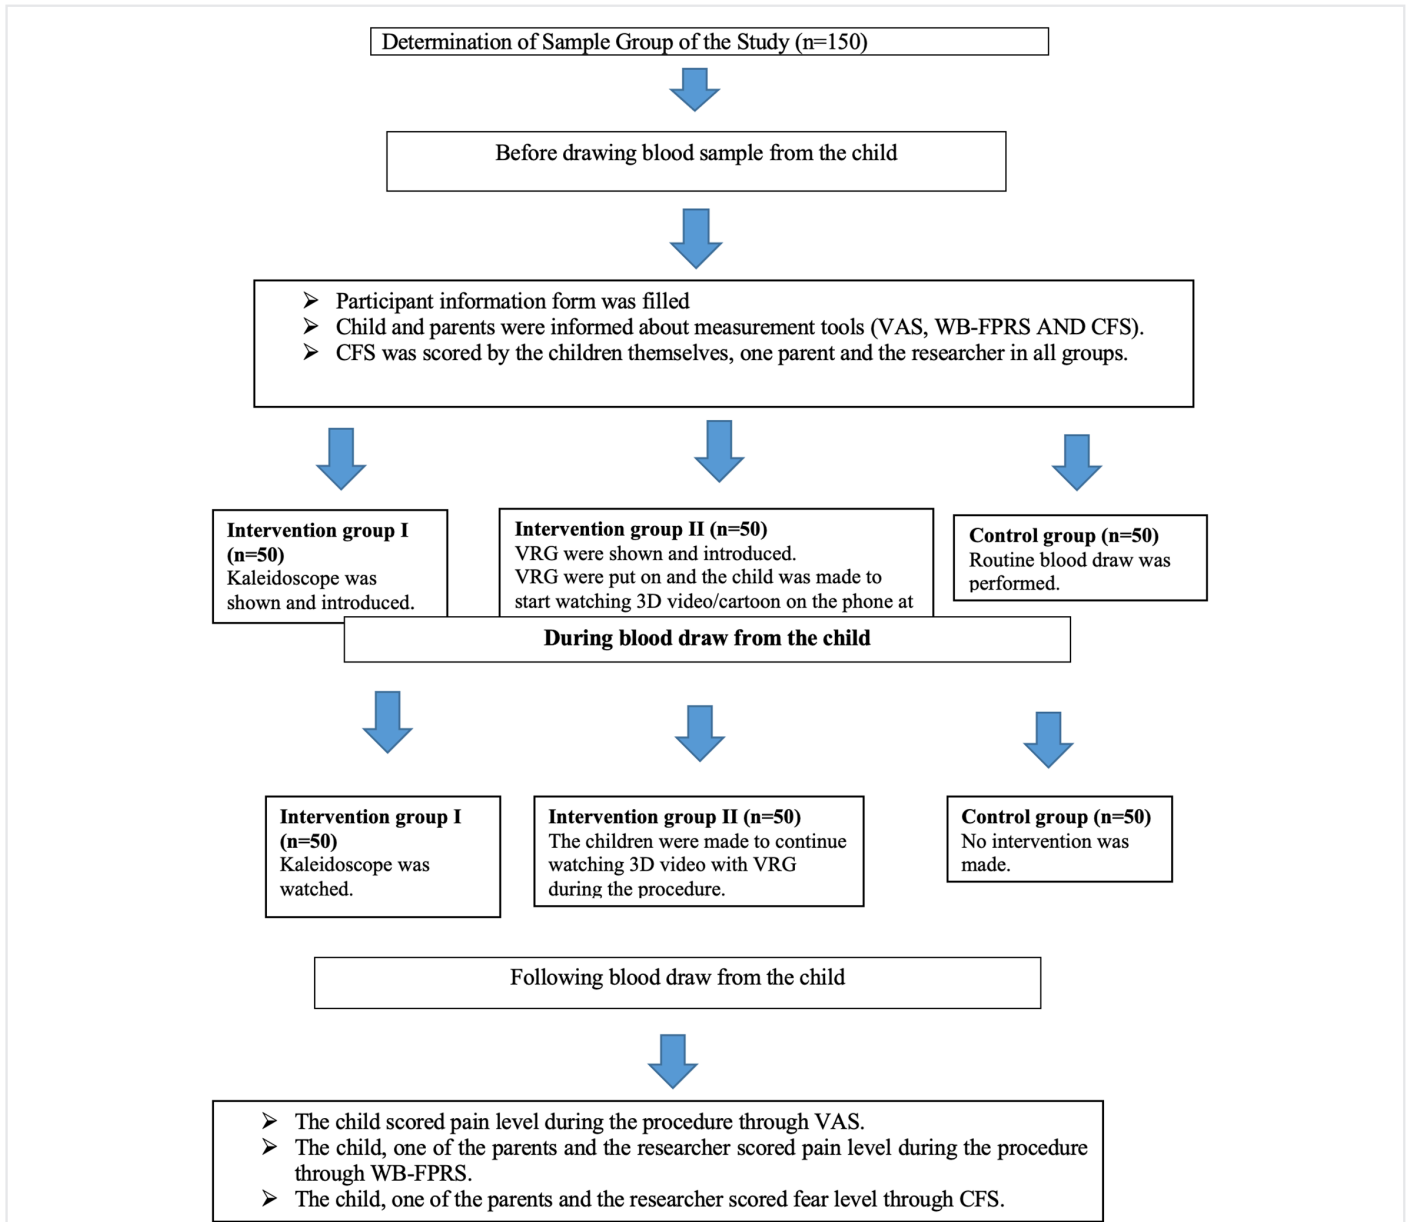 Determination of Sample Group of the Study (n=150)
Before drawing blood sample from the child
➢ Participant information form was filled
➢ Child and parents were informed about measurement tools (VAS, WB-FPRS AND CFS).
➢ CFS was scored by the children themselves, one parent and the researcher in all groups.
Intervention group I
(n=50)
Kaleidoscope was
shown and introduced.
Intervention group II (n=50)
VRG were shown and introduced.
VRG were put on and the child was made to
start watching 3D video/cartoon on the phone at
Control group (n=50)
Routine blood draw was
performed.
During blood draw from the child
Intervention group I
(n=50)
Kaleidoscope was
watched.
Intervention group II (n=50)
The children were made to continue
watching 3D video with VRG
during the procedure.
Control group (n=50)
No intervention was
made.
Following blood draw from the child
➢ The child scored pain level during the procedure through VAS.
➢ The child, one of the parents and the researcher scored pain level during the procedure
through WB-FPRS.
➢ The child, one of the parents and the researcher scored fear level through CFS.